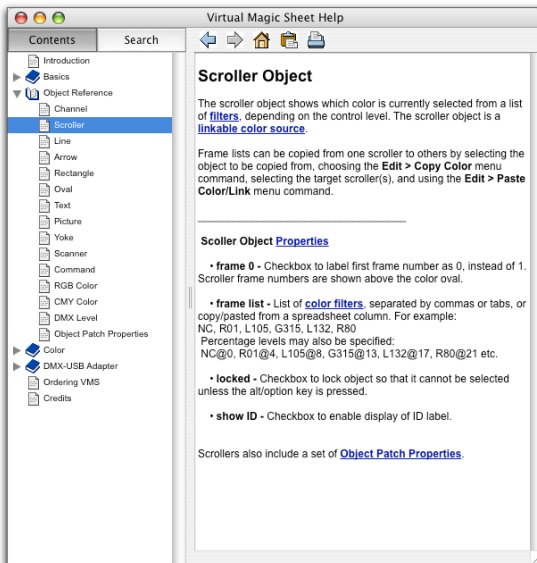 Virtual Magic Sheet Help
Contents
Search
Introduction
Basics
Object Reference
Channel
Scroller
Line
Arrow
Rectangle
Oval
Text
Picture
Yoke
Scanner
Command
RGB Color
CMY Color
DMX Level
Object Patch Properties
Color
DMX-USB Adapter
Ordering VMS
Credits
Scroller Object
The scroller object shows which color is currently selected from a list
of filters, depending on the control level. The scroller object is a
linkable color source.
Frame lists can be copied from one scroller to others by selecting the
object to be copied from, choosing the Edit > Copy Color menu
command, selecting the target scroller(s), and using the Edit > Paste
Color/Link menu command.
Scoller Object Properties
• frame 0 - Checkbox to label first frame number as 0, instead of 1.
Scroller frame numbers are shown above the color oval.
• frame list - List of color filters, separated by commas or tabs, or
copy/pasted from a spreadsheet column. For example:
NC, R01, L105, G315, L132, R80
Percentage levels may also be specified:
NC@0, R01@4, L105@8, G315@13, L132@17, R80@21 etc.
• locked - Checkbox to lock object so that it cannot be selected
unless the alt/option key is pressed.
• show ID - Checkbox to enable display of ID label.
Scrollers also include a set of Object Patch Properties.